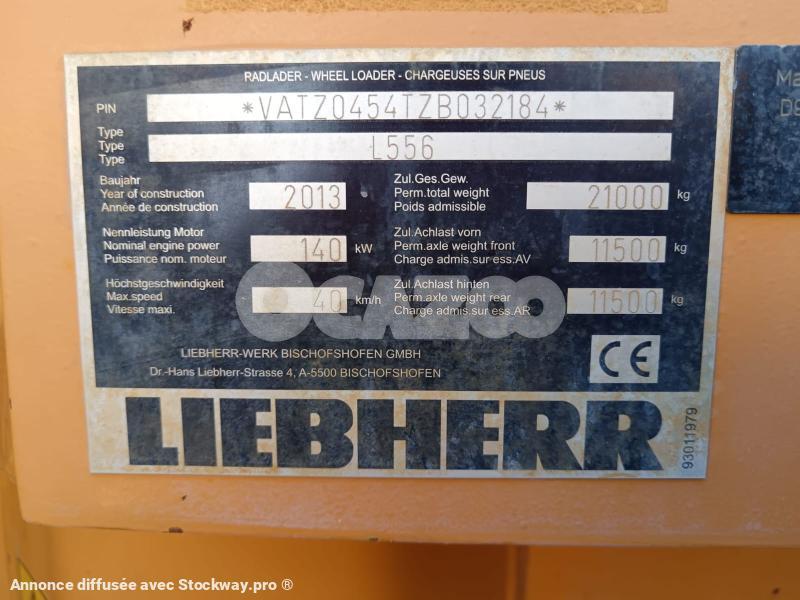 RADLADER - WHEEL LOADER - CHARGEUSES SUR PNEUS
PIN *VATZ0454TZB032184*
Type
Type L556
Type
Baujahr
Year of construction 2013
Année de construction
Zul.Ges.Gew.
Perm.total weight 21000 kg
Poids admissible
Nennleistung Motor
Nominal engine power 140 kW
Puissance nom. moteur
Zul.Achlast vorn
Perm.axle weight front 11500 kg
Charge admis.sur ess.AV
Höchstgeschwindigkeit
Max.speed 40 km/h
Vitesse maxi.
Zul.Achlast hinten
Perm.axle weight rear 11500 kg
Charge admis.sur ess.AR
OCAZOO
LIEBHERR-WERK BISCHOFSHOFEN GMBH
Dr.-Hans Liebherr-Strasse 4, A-5500 BISCHOFSHOFEN
CE
LIEBHERR
93011979
Annonce diffusée avec Stockway.pro ®